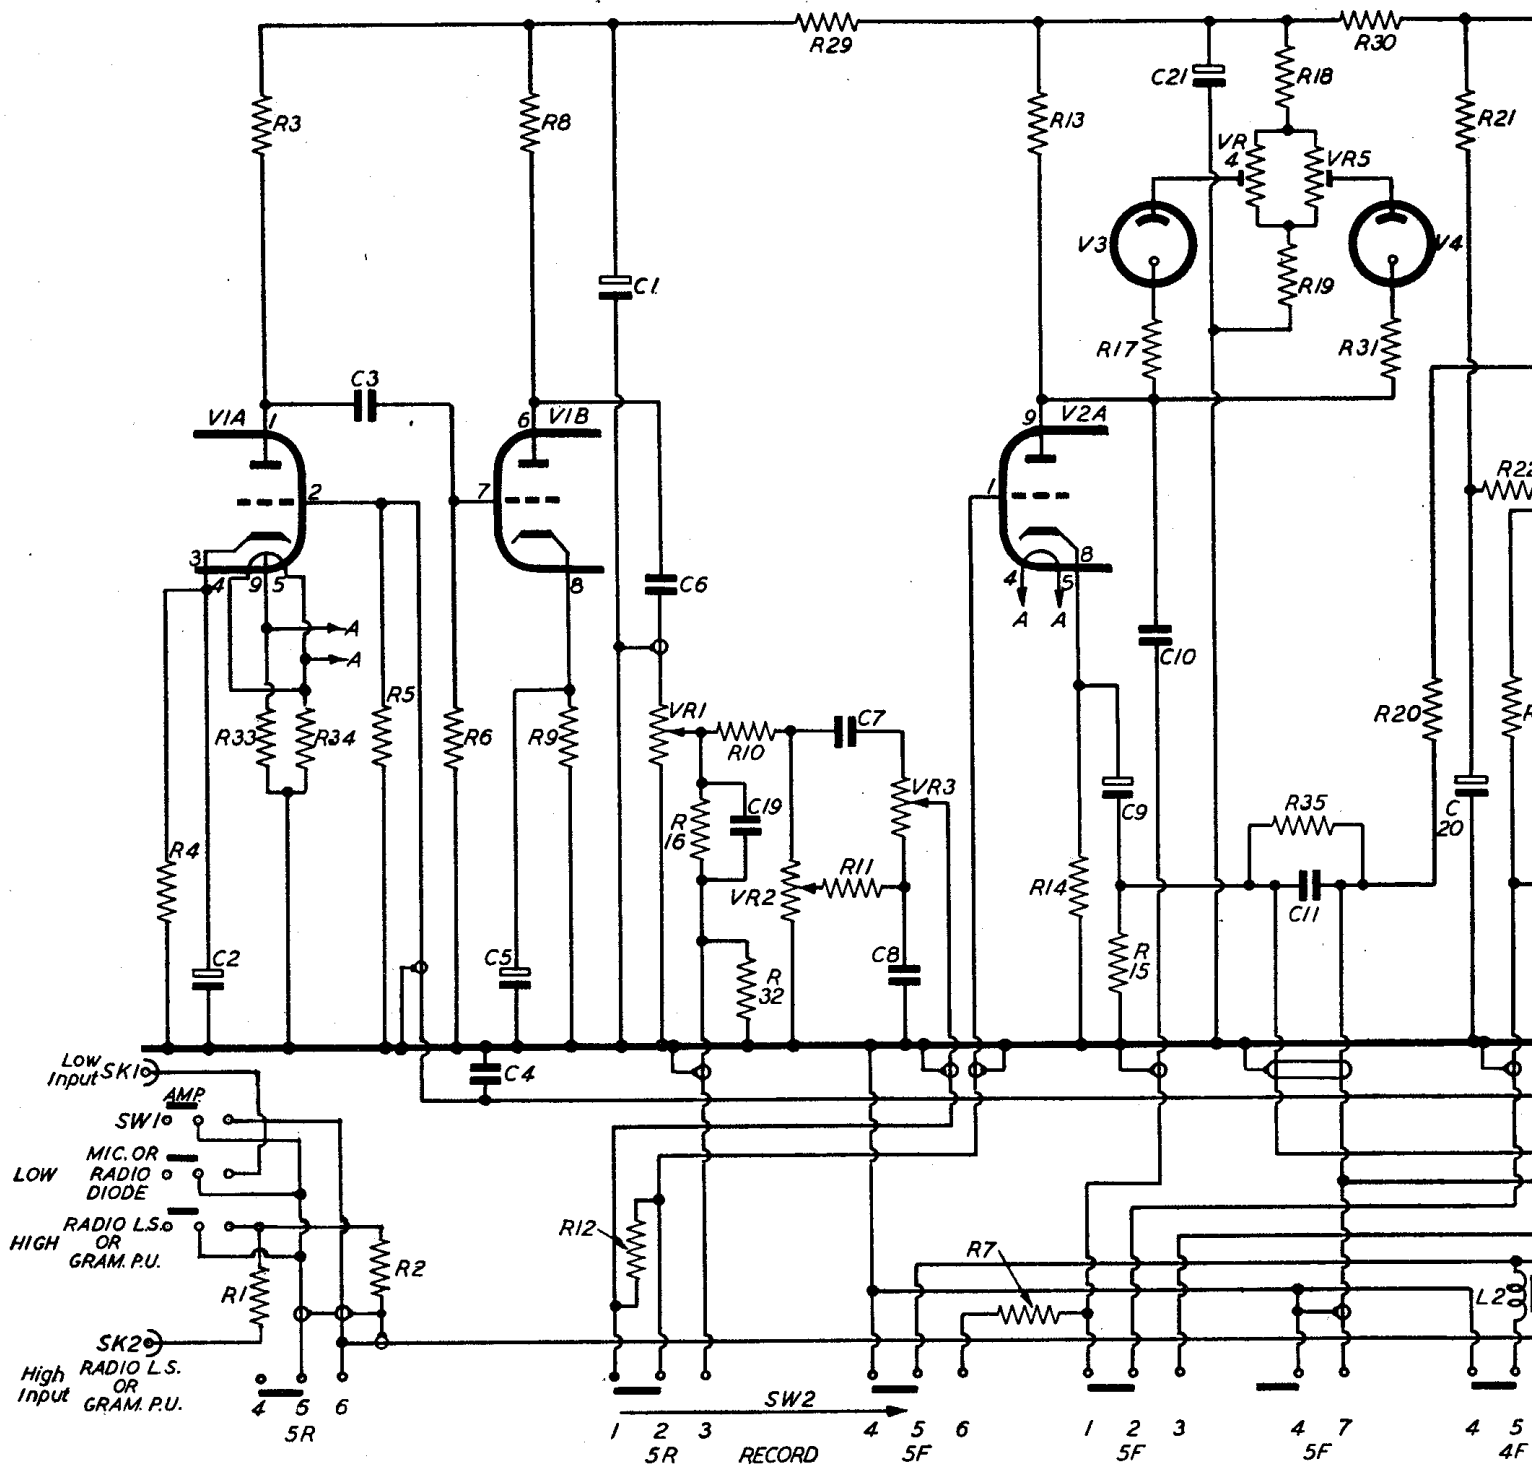 R29
R30
C21
R18
R3
R8
R13
R21
VR
4
VR5
V3
V4
C1
R19
R17
R31
C3
V1A
1
6
V1B
9
V2A
2
7
1
R22
3
4
9
5
8
4
5
8
C6
A
A
A
A
C10
R5
R33
R34
R6
R9
VR1
R10
C7
R20
R
VR3
C19
R
16
C9
R35
C
20
R4
R11
VR2
R14
C11
C2
C5
C8
R
32
R
15
Low
Input
SK1
C4
AMP.
SW1
MIC. OR
LOW
RADIO
DIODE
RADIO L.S.
HIGH
OR
GRAM. P.U.
R12
R7
R2
R1
L2
SK2
High
Input
RADIO L.S.
OR
GRAM. P.U.
4 5 6
5R
SW2
1 2 3
5R
RECORD
4 5 6
5F
1 2 3
5F
4 7
5F
4 5
4F